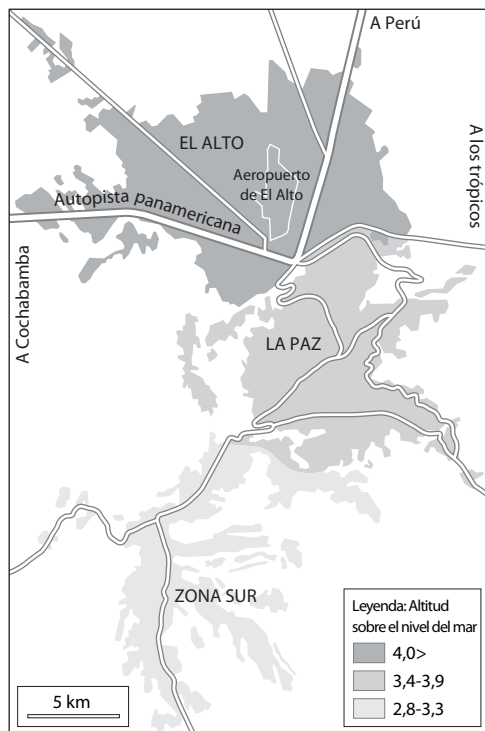 A Perú
EL ALTO
A los trópicos
Aeropuerto
de El Alto
Autopista panamericana
A Cochabamba
LA PAZ
ZONA SUR
Leyenda: Altitud
sobre el nivel del mar
4,0>
3,4-3,9
2,8-3,3
5 km